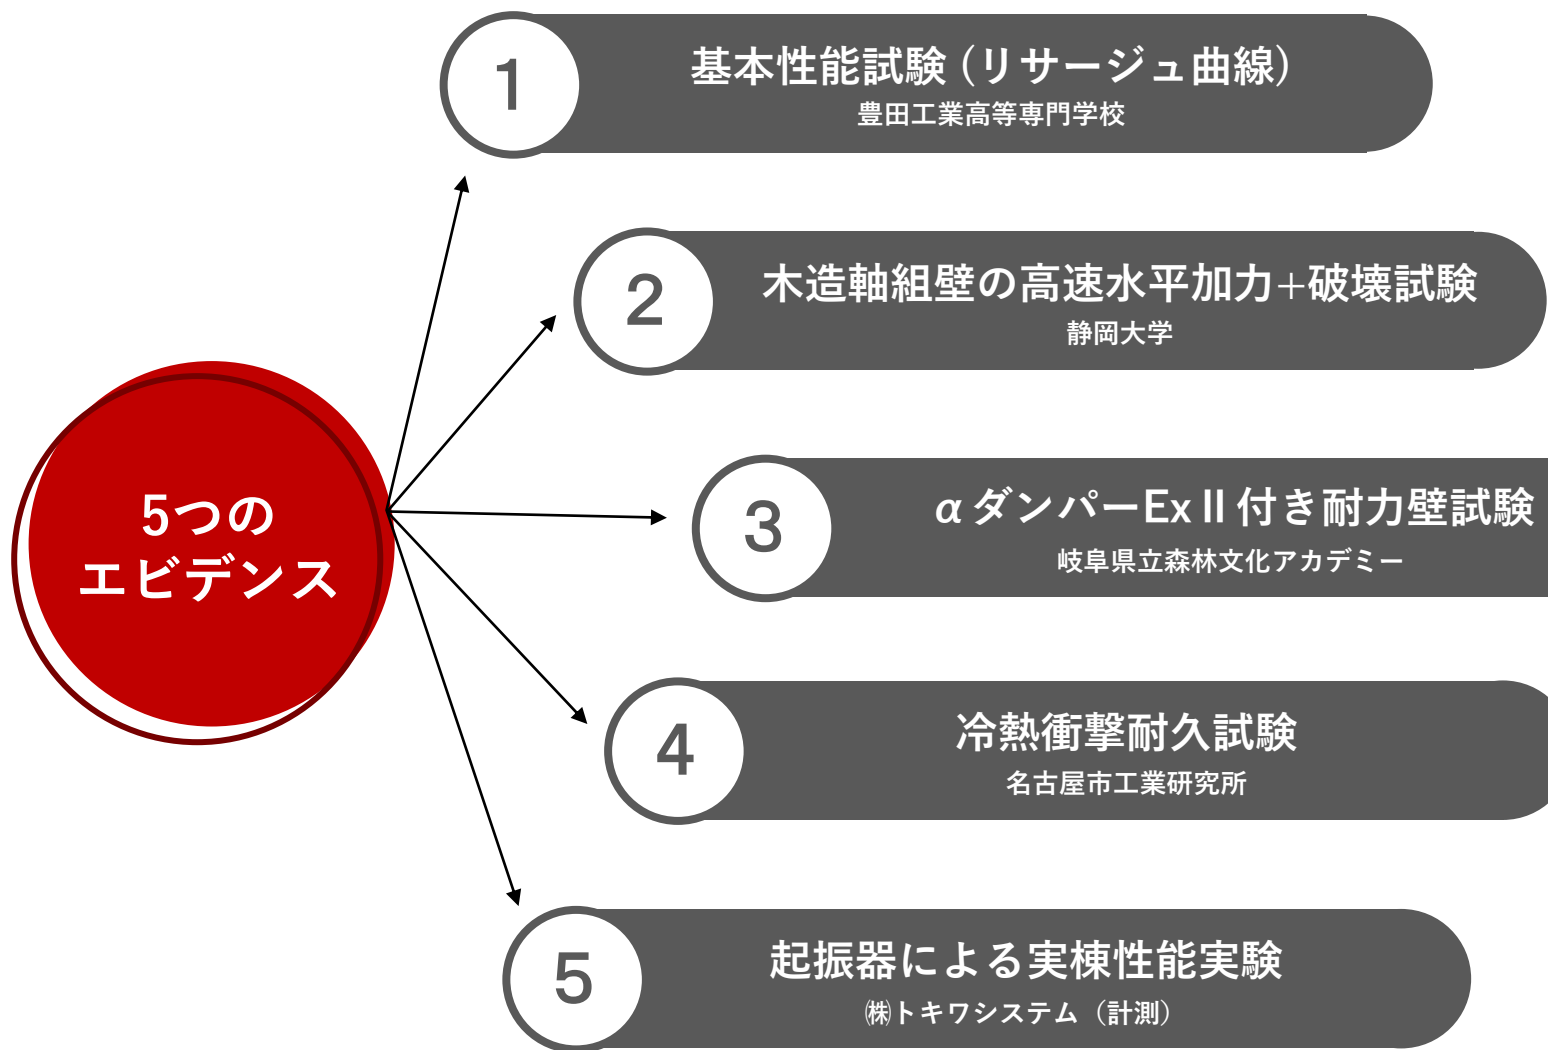 1
基本性能試験(リサージュ曲線)
豊田工業高等専門学校
2
木造軸組壁の高速水平加力+破壊試験
静岡大学
5つの
エビデンス
3
αダンパーExⅡ付き耐力壁試験
岐阜県立森林文化アカデミー
4
冷熱衝撃耐久試験
名古屋市工業研究所
5
起振器による実棟性能実験
㈱トキワシステム（計測）